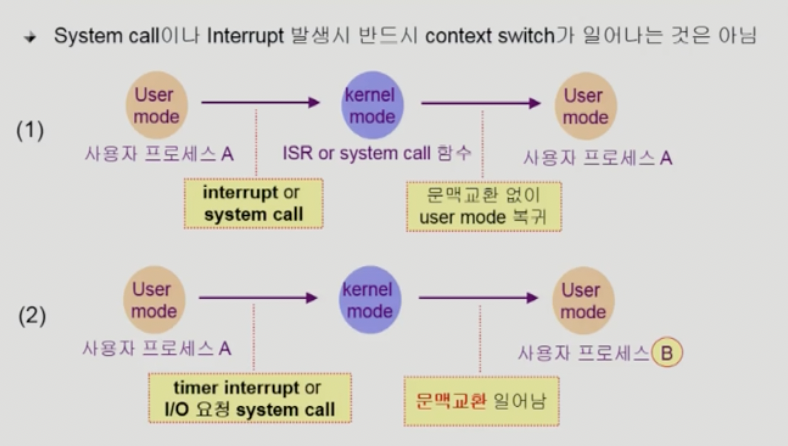 System call이나 Interrupt 발생시 반드시 context switch가 일어나는 것은 아님
(1)
User
mode
사용자 프로세스 A
interrupt or
system call
kernel
mode
ISR or system call 함수
문맥교환 없이
user mode 복귀
User
mode
사용자 프로세스 A
(2)
User
mode
사용자 프로세스 A
timer interrupt or
I/O 요청 system call
kernel
mode
문맥교환 일어남
User
mode
사용자 프로세스 B